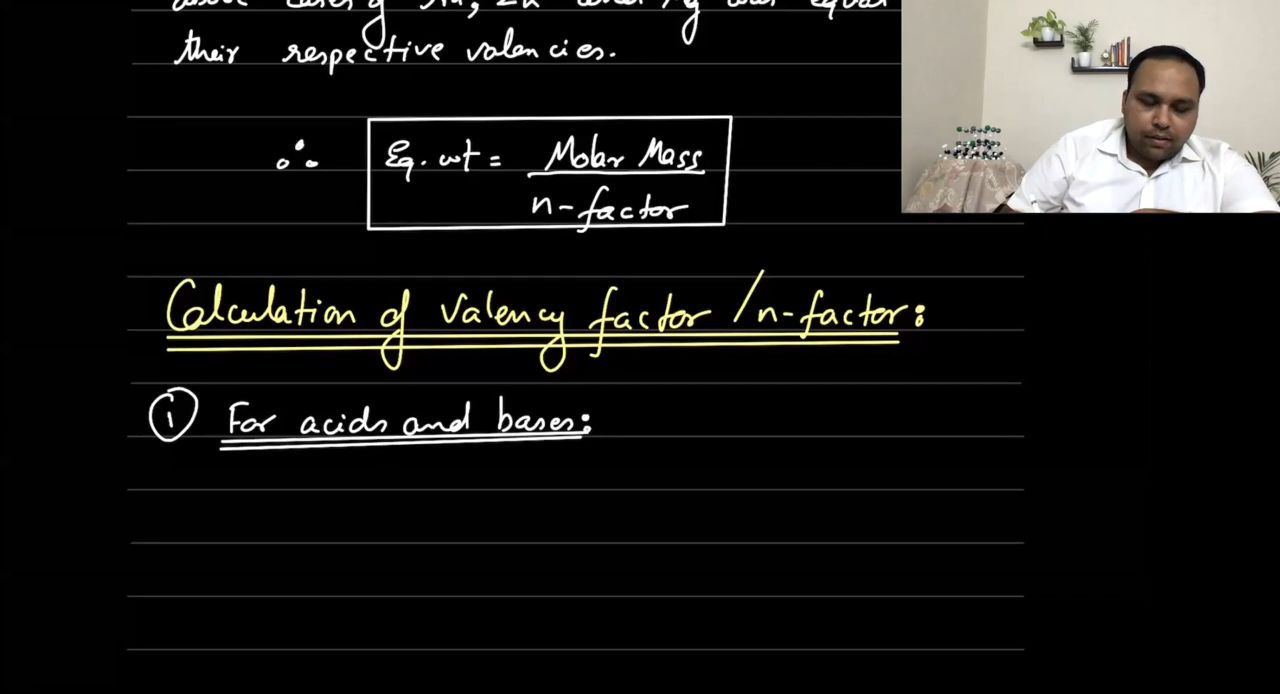 their respective valencies.
∴ Eq. wt = Molar Mass / n-factor
Calculation of valency factor /n-factor:
① For acids and bases: